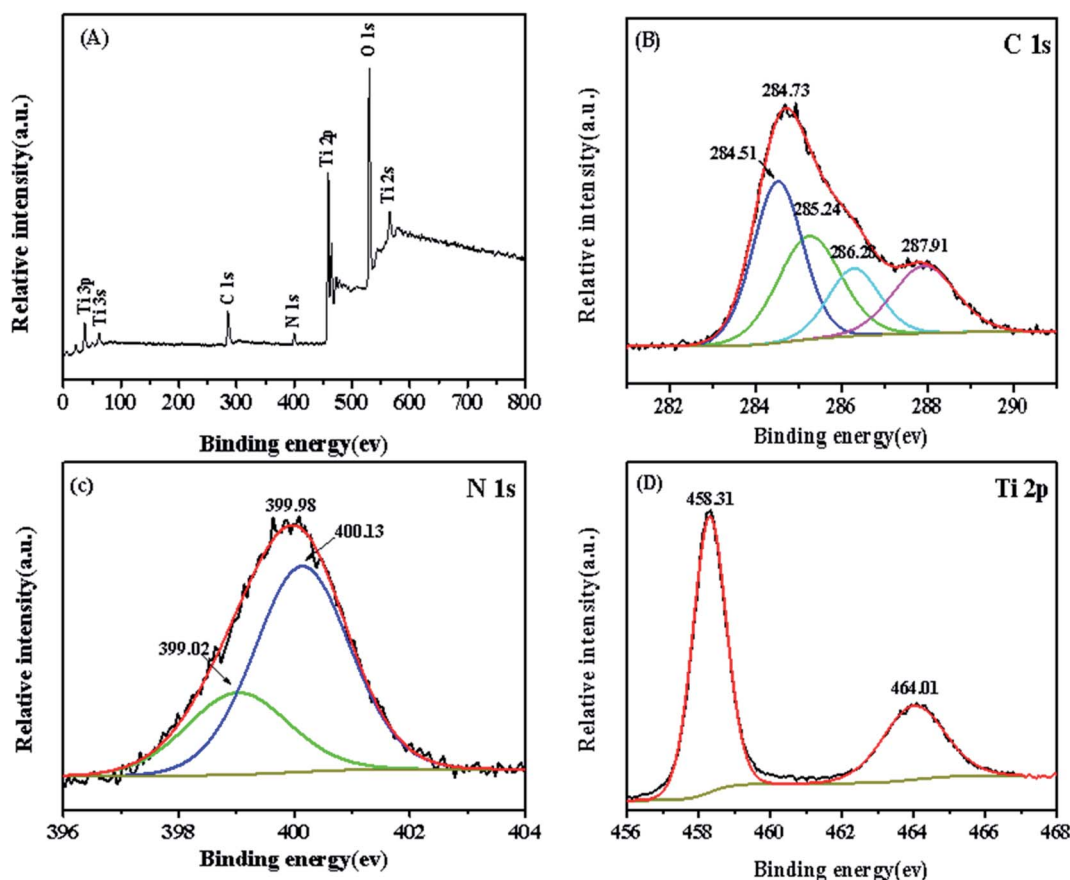 (A)
Relative intensity(a.u.)
Ti 3p
Ti3s
C 1s
N 1s
Ti 2p
O 1s
Ti 2s
0 100 200 300 400 500 600 700 800
Binding energy(ev)
(B)
C 1s
Relative intensity(a.u.)
284.73
284.51
285.24
286.28
287.91
282 284 286 288 290
Binding energy(ev)
(c)
N 1s
Relative intensity(a.u.)
399.98
400.13
399.02
396 398 400 402 404
Binding energy(ev)
(D)
Ti 2p
Relative intensity(a.u.)
458.31
464.01
456 458 460 462 464 466 468
Binding energy(ev)